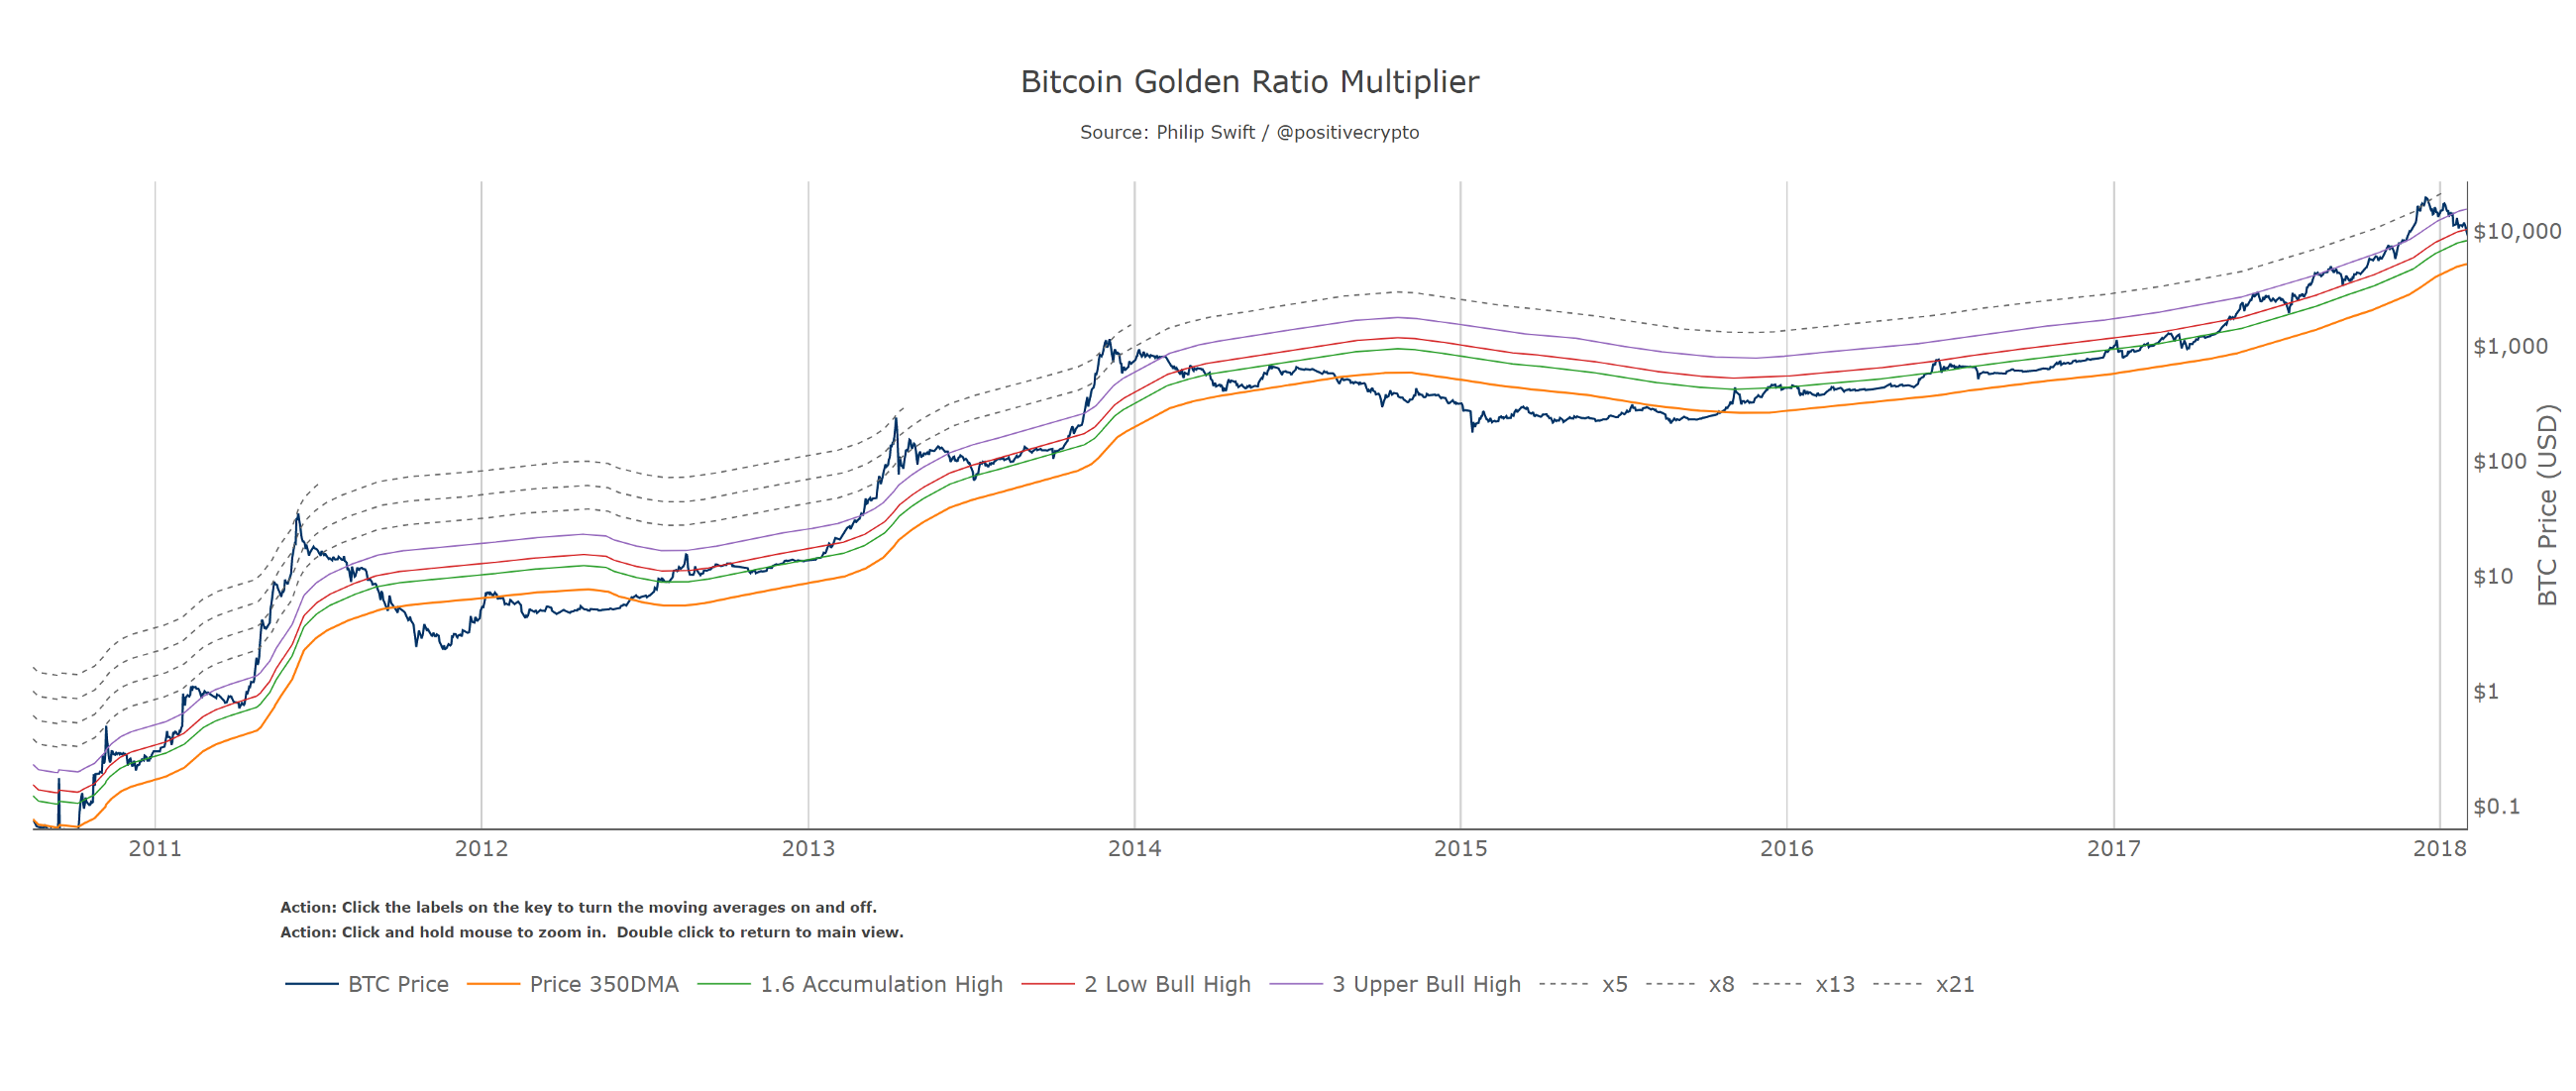 Bitcoin Golden Ratio Multiplier
Source: Philip Swift / @positivecrypto
$10,000
$1,000
$100
$10
$1
$0.1
BTC Price (USD)
2011 2012 2013 2014 2015 2016 2017 2018
Action: Click the labels on the key to turn the moving averages on and off.
Action: Click and hold mouse to zoom in.  Double click to return to main view.
BTC Price Price 350DMA 1.6 Accumulation High 2 Low Bull High 3 Upper Bull High x5 x8 x13 x21